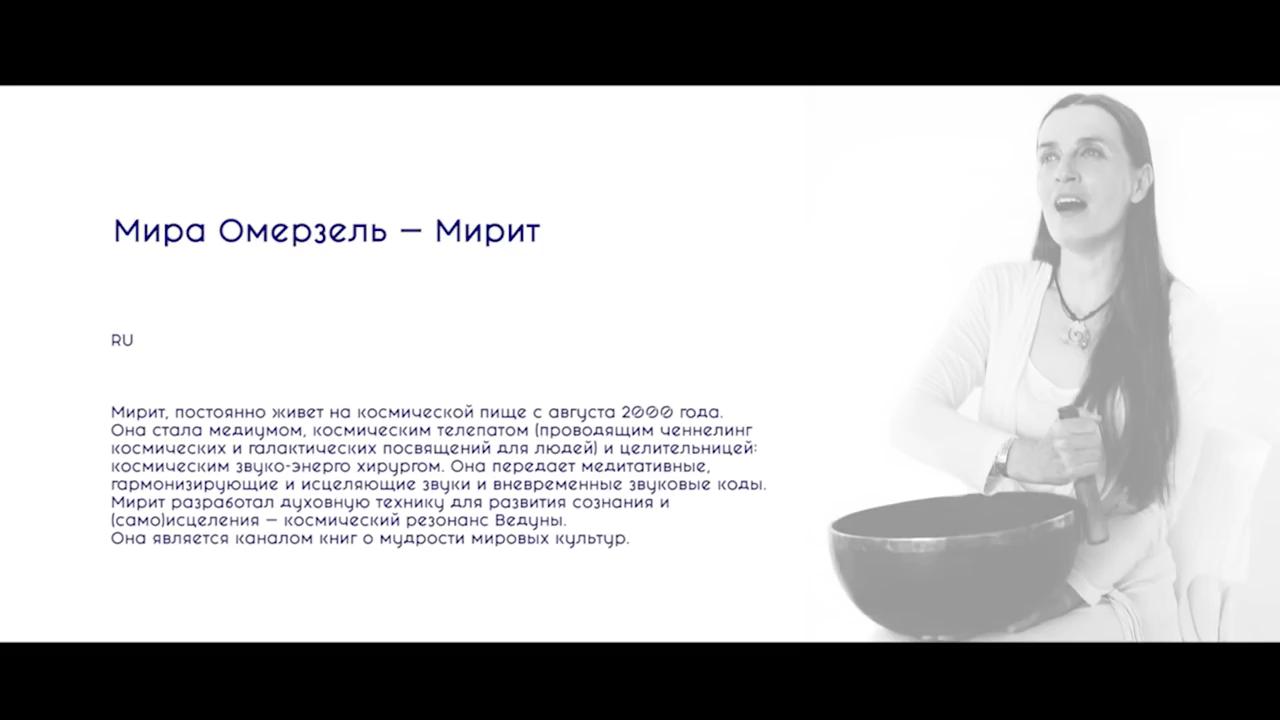 Мира Омерзель — Мирит
RU
Мирит, постоянно живет на космической пище с августа 2000 года.
Она стала медиумом, космическим телепатом (проводящим ченнелинг
космических и галактических посвящений для людей) и целительницей:
космическим звуко-энерго хирургом. Она передает медитативные,
гармонизирующие и исцеляющие звуки и вневременные звуковые коды.
Мирит разработал духовную технику для развития сознания и
(само)исцеления — космический резонанс Ведуны.
Она является каналом книг о мудрости мировых культур.